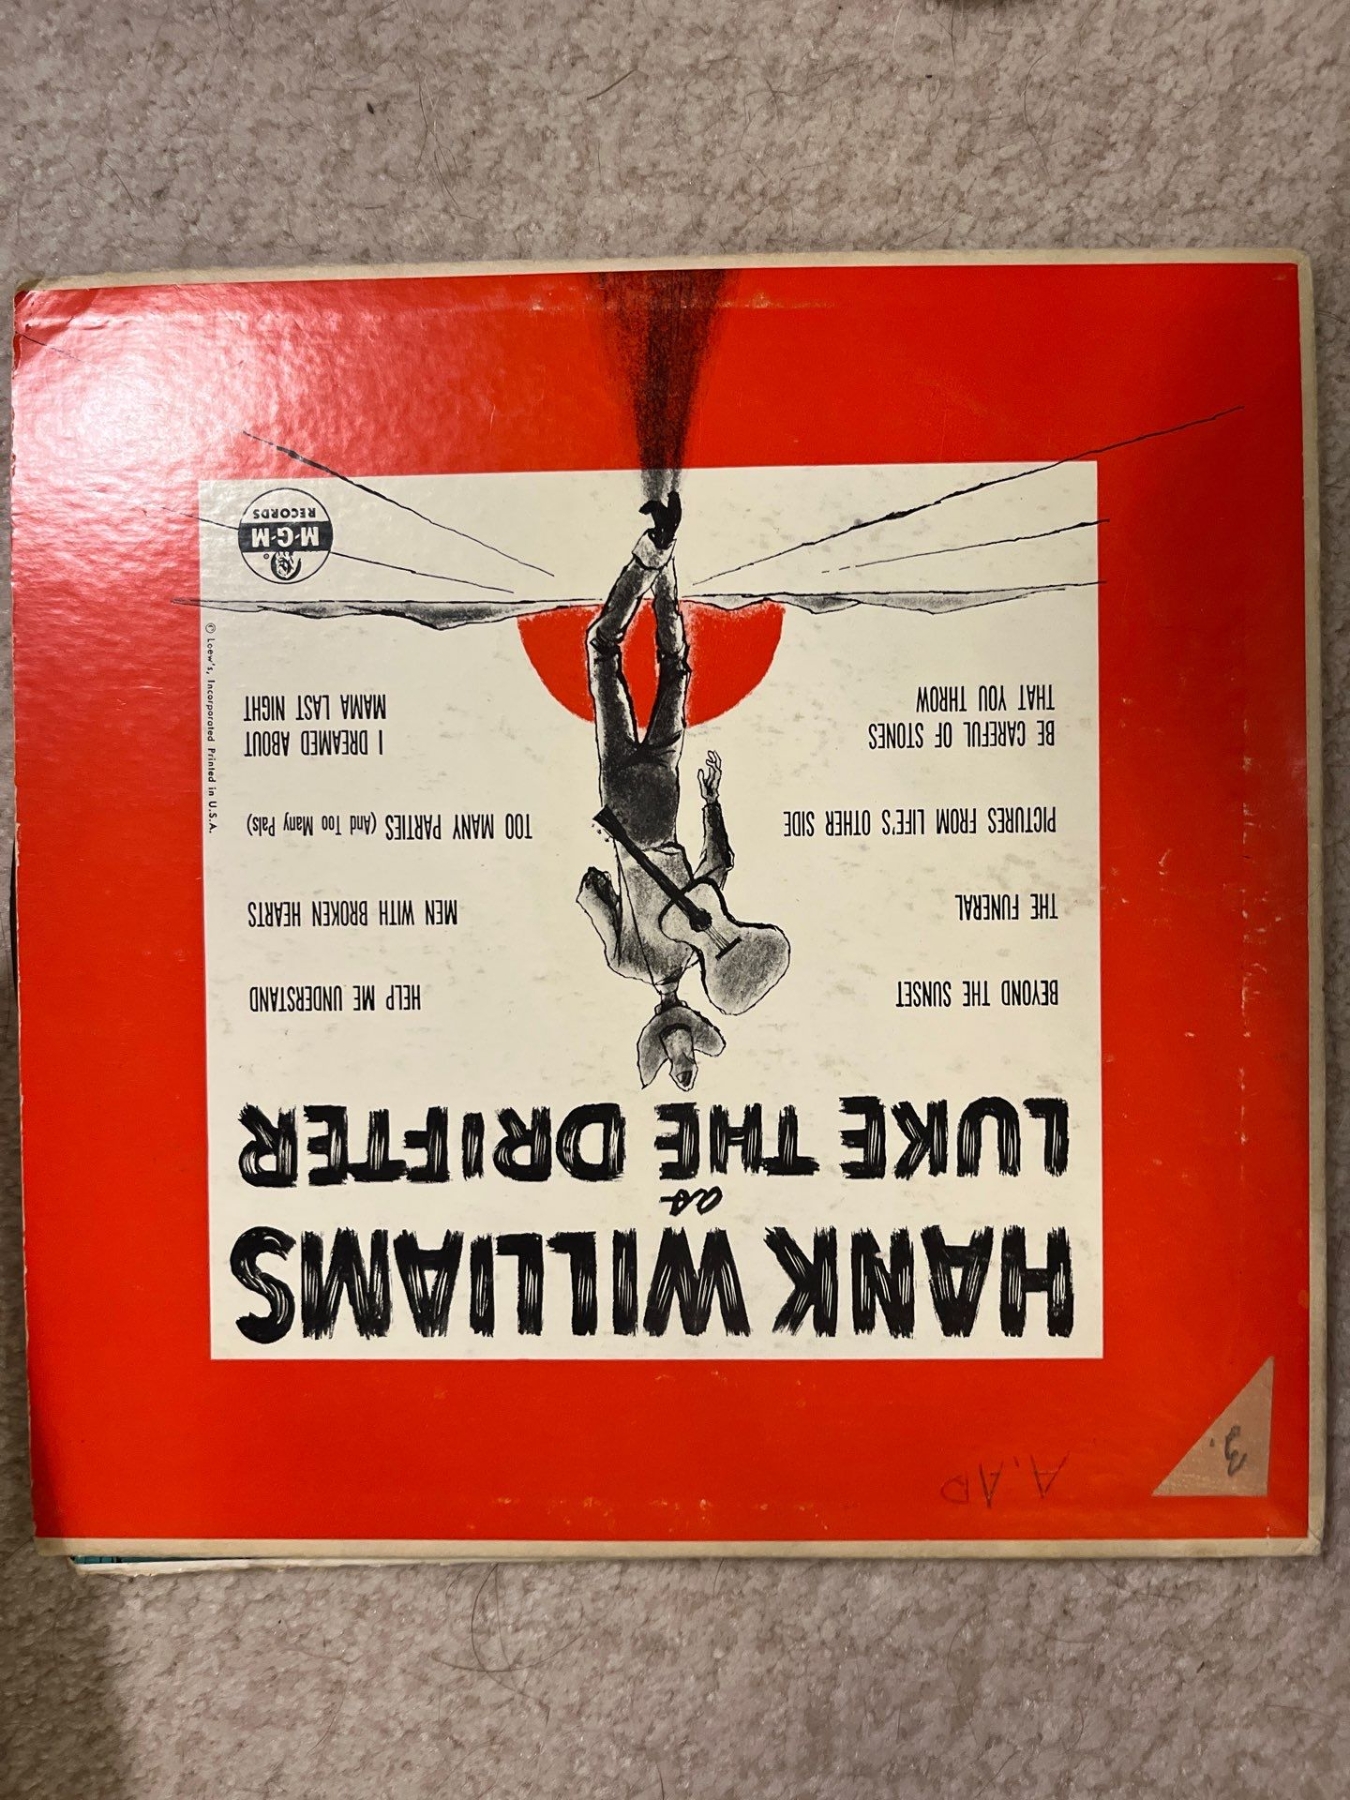 3.
HANK WILLIAMS
as
LUKE THE DRIFTER
BEYOND THE SUNSET
THE FUNERAL
PICTURES FROM LIFE'S OTHER SIDE
BE CAREFUL OF STONES
THAT YOU THROW
HELP ME UNDERSTAND
MEN WITH BROKEN HEARTS
TOO MANY PARTIES (And Too Many Pals)
I DREAMED ABOUT
MAMA LAST NIGHT
© Loew's, Incorporated Printed in U.S.A.
M-G-M
RECORDS